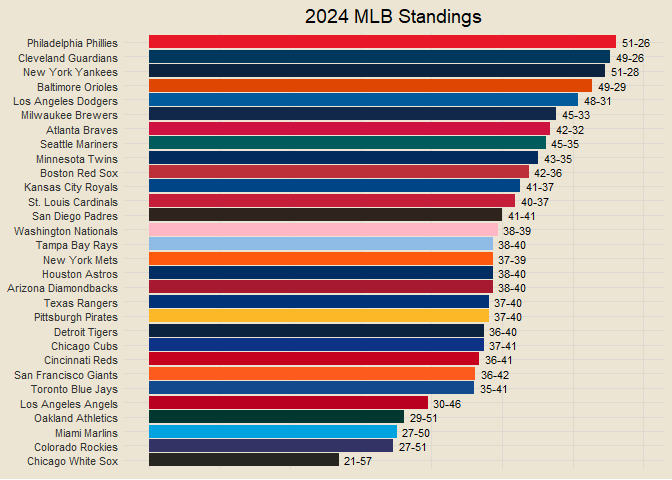 2024 MLB Standings
Philadelphia Phillies 51-26
Cleveland Guardians 49-26
New York Yankees 51-28
Baltimore Orioles 49-29
Los Angeles Dodgers 48-31
Milwaukee Brewers 45-33
Atlanta Braves 42-32
Seattle Mariners 45-35
Minnesota Twins 43-35
Boston Red Sox 42-36
Kansas City Royals 41-37
St. Louis Cardinals 40-37
San Diego Padres 41-41
Washington Nationals 38-39
Tampa Bay Rays 38-40
New York Mets 37-39
Houston Astros 38-40
Arizona Diamondbacks 38-40
Texas Rangers 37-40
Pittsburgh Pirates 37-40
Detroit Tigers 36-40
Chicago Cubs 37-41
Cincinnati Reds 36-41
San Francisco Giants 36-42
Toronto Blue Jays 35-41
Los Angeles Angels 30-46
Oakland Athletics 29-51
Miami Marlins 27-50
Colorado Rockies 27-51
Chicago White Sox 21-57